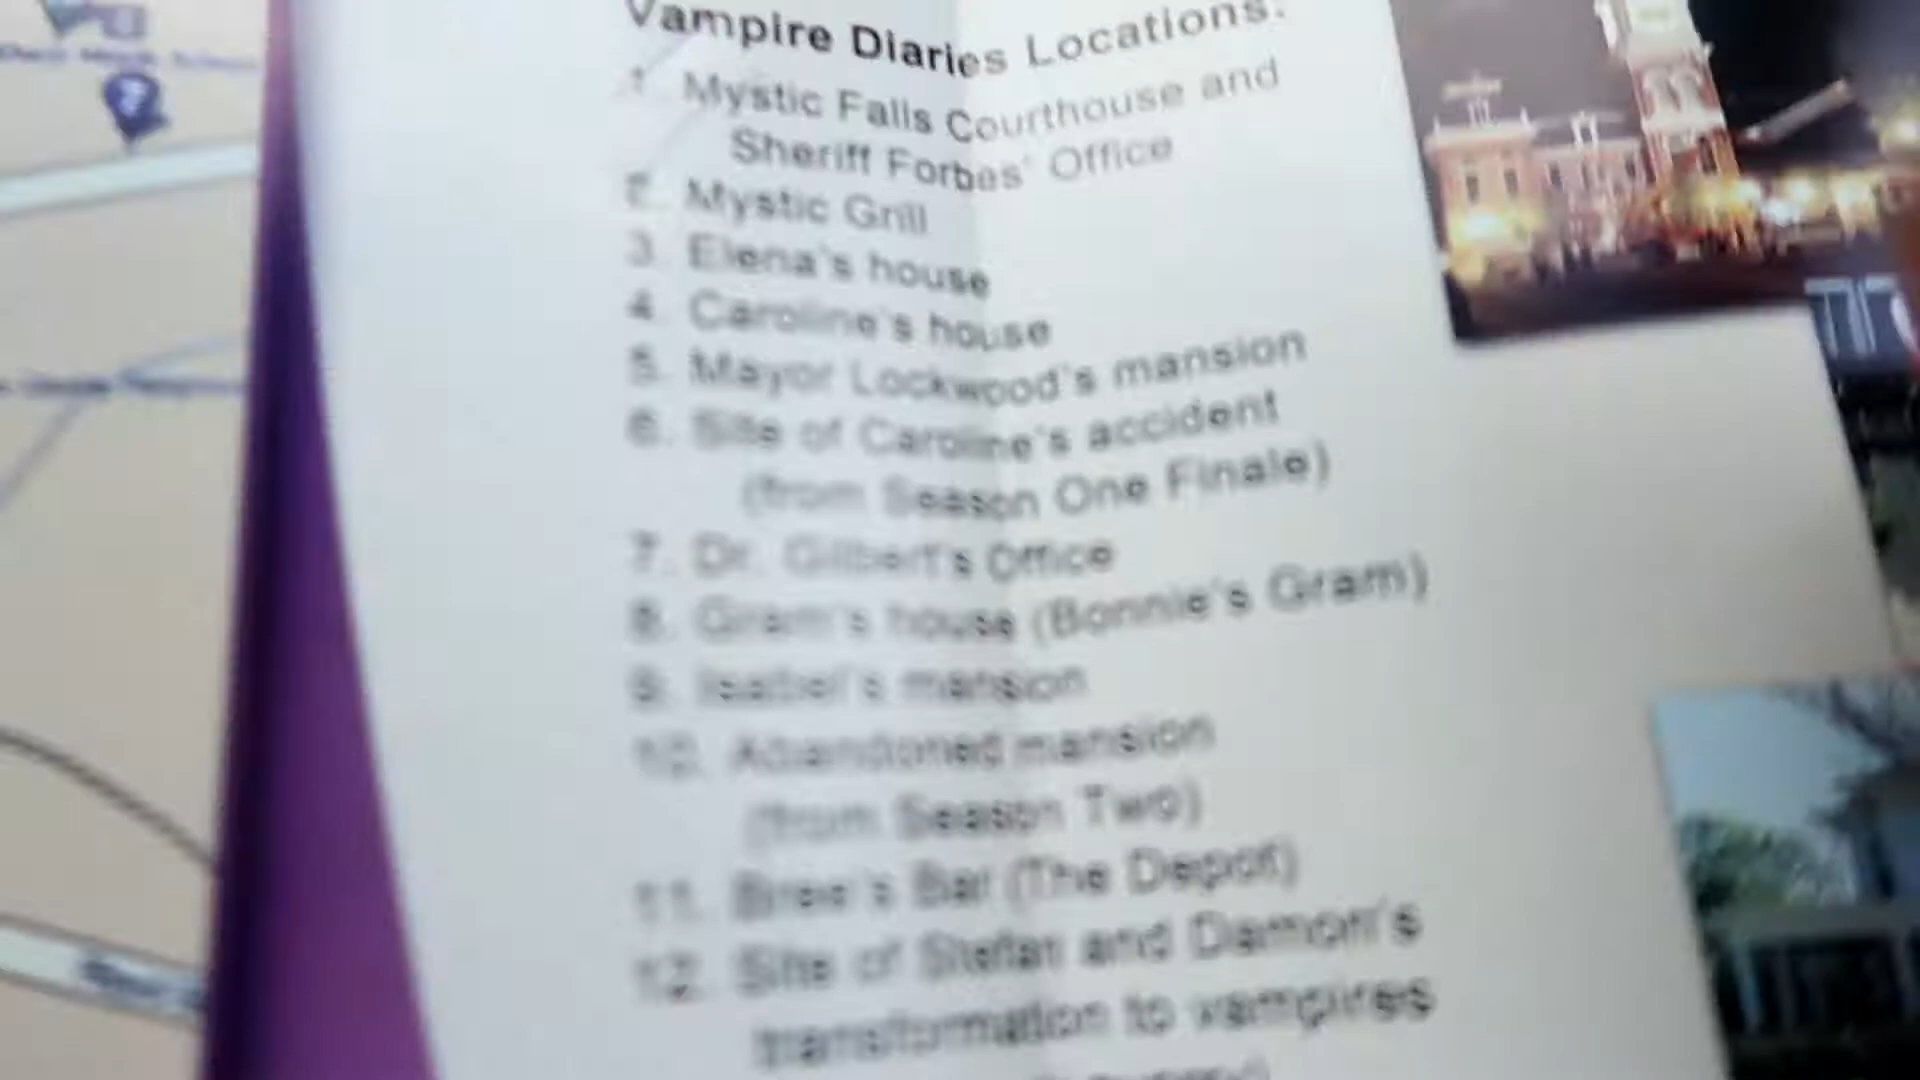 Vampire Diaries Locations:
1. Mystic Falls Courthouse and
Sheriff Forbes' Office
2. Mystic Grill
3. Elena's house
4. Caroline's house
5. Mayor Lockwood's mansion
6. Site of Caroline's accident
(from Season One Finale)
7. Dr. Gilbert's Office
8. Gram's house (Bonnie's Gram)
9. Isabel's mansion
10. Abandoned mansion
(from Season Two)
11. Bree's Bar (The Depot)
12. Site of Stefan and Damon's
transformation to vampires